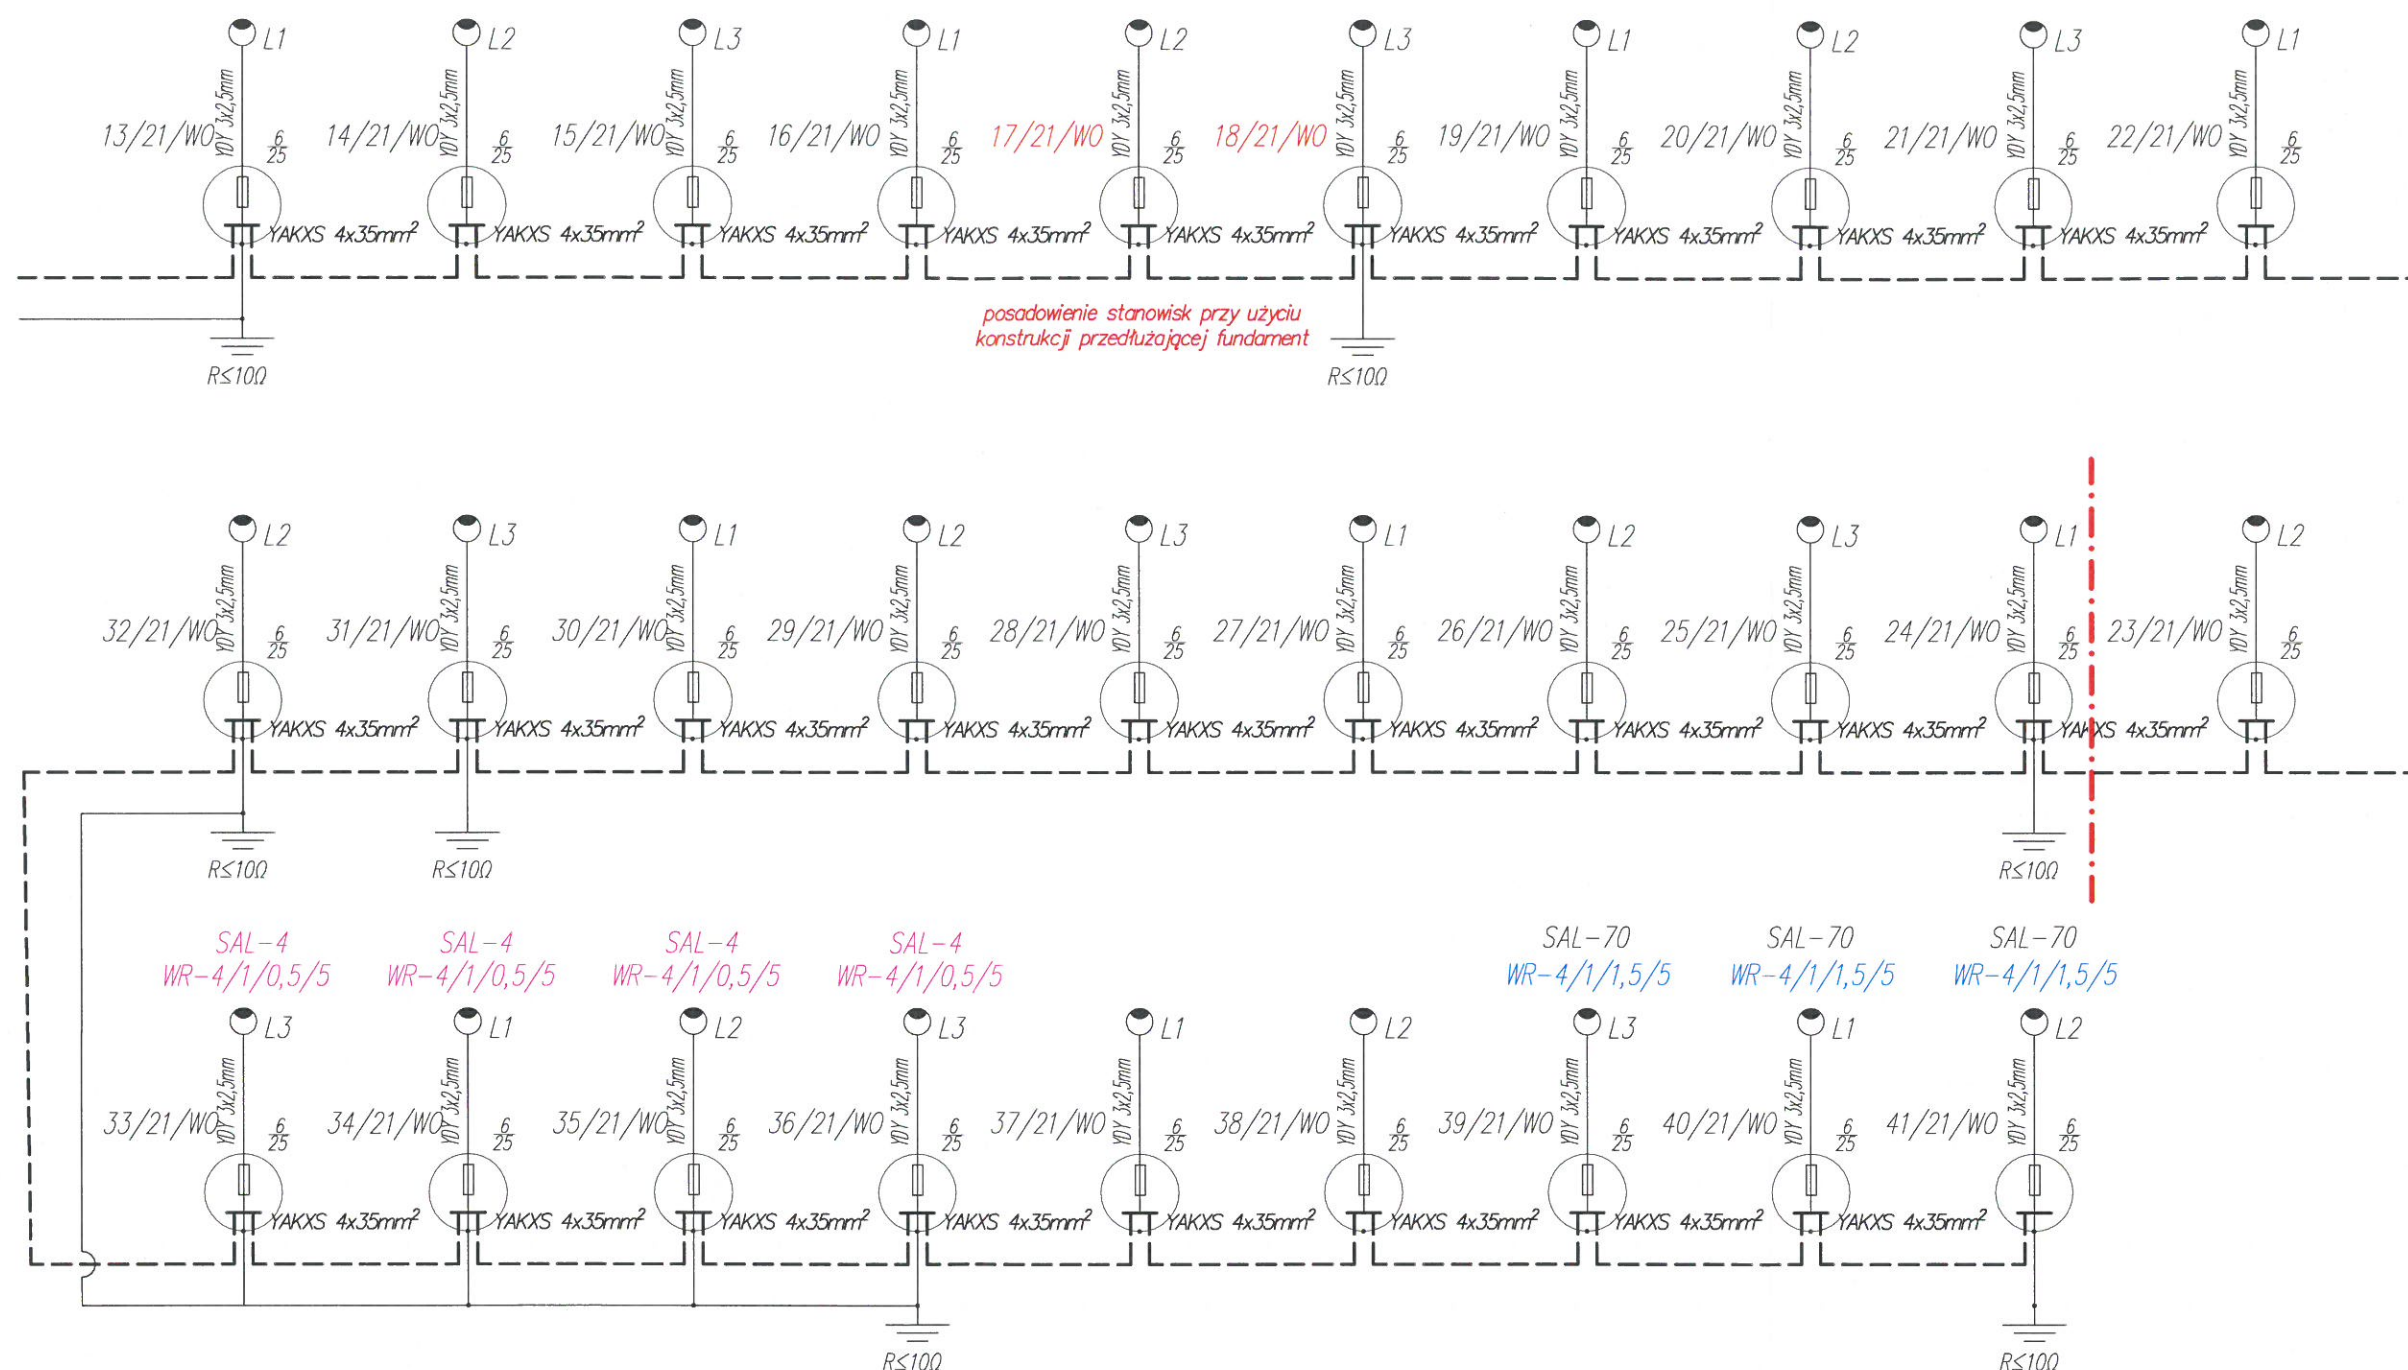 L1 L2 L3 L1 L2 L3 L1 L2 L3 L1
YDY 3x2,5mm YDY 3x2,5mm YDY 3x2,5mm YDY 3x2,5mm YDY 3x2,5mm YDY 3x2,5mm YDY 3x2,5mm YDY 3x2,5mm YDY 3x2,5mm YDY 3x2,5mm
13/21/WO 14/21/WO 15/21/WO 16/21/WO 17/21/WO 18/21/WO 19/21/WO 20/21/WO 21/21/WO 22/21/WO
6/25 6/25 6/25 6/25 6/25 6/25 6/25 6/25 6/25 6/25
YAKXS 4x35mm² YAKXS 4x35mm² YAKXS 4x35mm² YAKXS 4x35mm² YAKXS 4x35mm² YAKXS 4x35mm² YAKXS 4x35mm² YAKXS 4x35mm² YAKXS 4x35mm²
posadowienie stanowisk przy użyciu
konstrukcji przedłużającej fundament
R≤10Ω R≤10Ω
L2 L3 L1 L2 L3 L1 L2 L3 L1 L2
YDY 3x2,5mm YDY 3x2,5mm YDY 3x2,5mm YDY 3x2,5mm YDY 3x2,5mm YDY 3x2,5mm YDY 3x2,5mm YDY 3x2,5mm YDY 3x2,5mm YDY 3x2,5mm
32/21/WO 31/21/WO 30/21/WO 29/21/WO 28/21/WO 27/21/WO 26/21/WO 25/21/WO 24/21/WO 23/21/WO
6/25 6/25 6/25 6/25 6/25 6/25 6/25 6/25 6/25 6/25
YAKXS 4x35mm² YAKXS 4x35mm² YAKXS 4x35mm² YAKXS 4x35mm² YAKXS 4x35mm² YAKXS 4x35mm² YAKXS 4x35mm² YAKXS 4x35mm² YAKXS 4x35mm²
R≤10Ω R≤10Ω R≤10Ω
SAL-4 SAL-4 SAL-4 SAL-4 SAL-70 SAL-70 SAL-70
WR-4/1/0,5/5 WR-4/1/0,5/5 WR-4/1/0,5/5 WR-4/1/0,5/5 WR-4/1/1,5/5 WR-4/1/1,5/5 WR-4/1/1,5/5
L3 L1 L2 L3 L1 L2 L3 L1 L2
YDY 3x2,5mm YDY 3x2,5mm YDY 3x2,5mm YDY 3x2,5mm YDY 3x2,5mm YDY 3x2,5mm YDY 3x2,5mm YDY 3x2,5mm YDY 3x2,5mm
33/21/WO 34/21/WO 35/21/WO 36/21/WO 37/21/WO 38/21/WO 39/21/WO 40/21/WO 41/21/WO
6/25 6/25 6/25 6/25 6/25 6/25 6/25 6/25 6/25
YAKXS 4x35mm² YAKXS 4x35mm² YAKXS 4x35mm² YAKXS 4x35mm² YAKXS 4x35mm² YAKXS 4x35mm² YAKXS 4x35mm² YAKXS 4x35mm²
R≤10Ω R≤10Ω